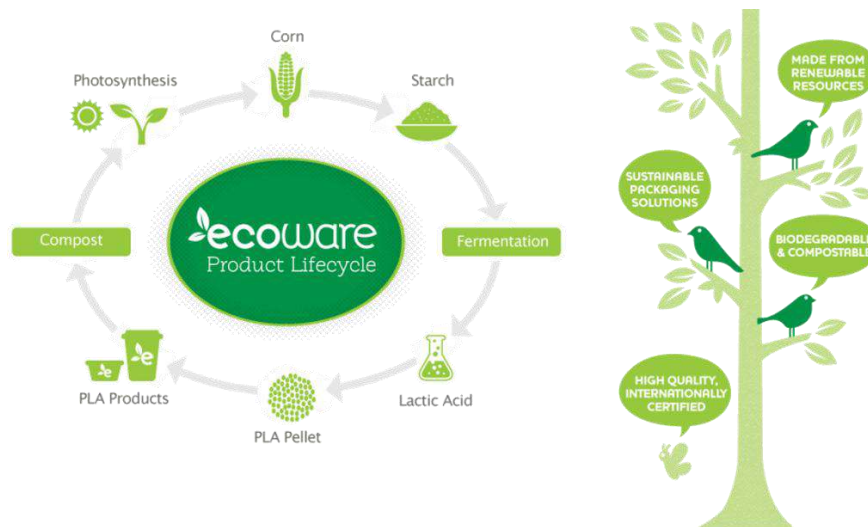 Corn
Photosynthesis
Starch
ecoware
Product Lifecycle
Compost
Fermentation
PLA Products
PLA Pellet
Lactic Acid
MADE FROM
RENEWABLE
RESOURCES
SUSTAINABLE
PACKAGING
SOLUTIONS
BIODEGRADABLE
& COMPOSTABLE
HIGH QUALITY,
INTERNATIONALLY
CERTIFIED